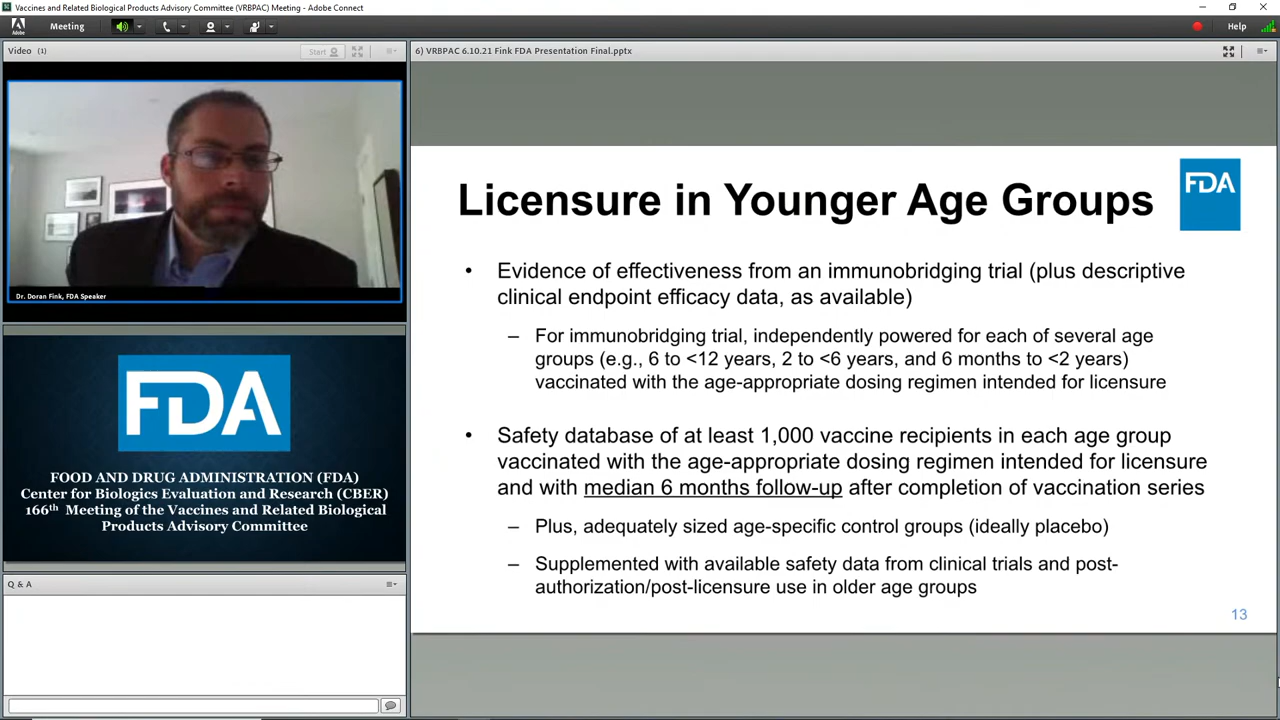 Vaccines and Related Biological Products Advisory Committee (VRBPAC) Meeting - Adobe Connect
Adobe
Meeting
Help
Video (1)
Start
Dr. Doran Fink, FDA Speaker
FDA
FOOD AND DRUG ADMINISTRATION (FDA)
Center for Biologics Evaluation and Research (CBER)
166th Meeting of the Vaccines and Related Biological
Products Advisory Committee
Q & A
6) VRBPAC 6.10.21 Fink FDA Presentation Final.pptx
Licensure in Younger Age Groups
FDA
• Evidence of effectiveness from an immunobridging trial (plus descriptive
clinical endpoint efficacy data, as available)
– For immunobridging trial, independently powered for each of several age
groups (e.g., 6 to <12 years, 2 to <6 years, and 6 months to <2 years)
vaccinated with the age-appropriate dosing regimen intended for licensure
• Safety database of at least 1,000 vaccine recipients in each age group
vaccinated with the age-appropriate dosing regimen intended for licensure
and with median 6 months follow-up after completion of vaccination series
– Plus, adequately sized age-specific control groups (ideally placebo)
– Supplemented with available safety data from clinical trials and post-
authorization/post-licensure use in older age groups
13